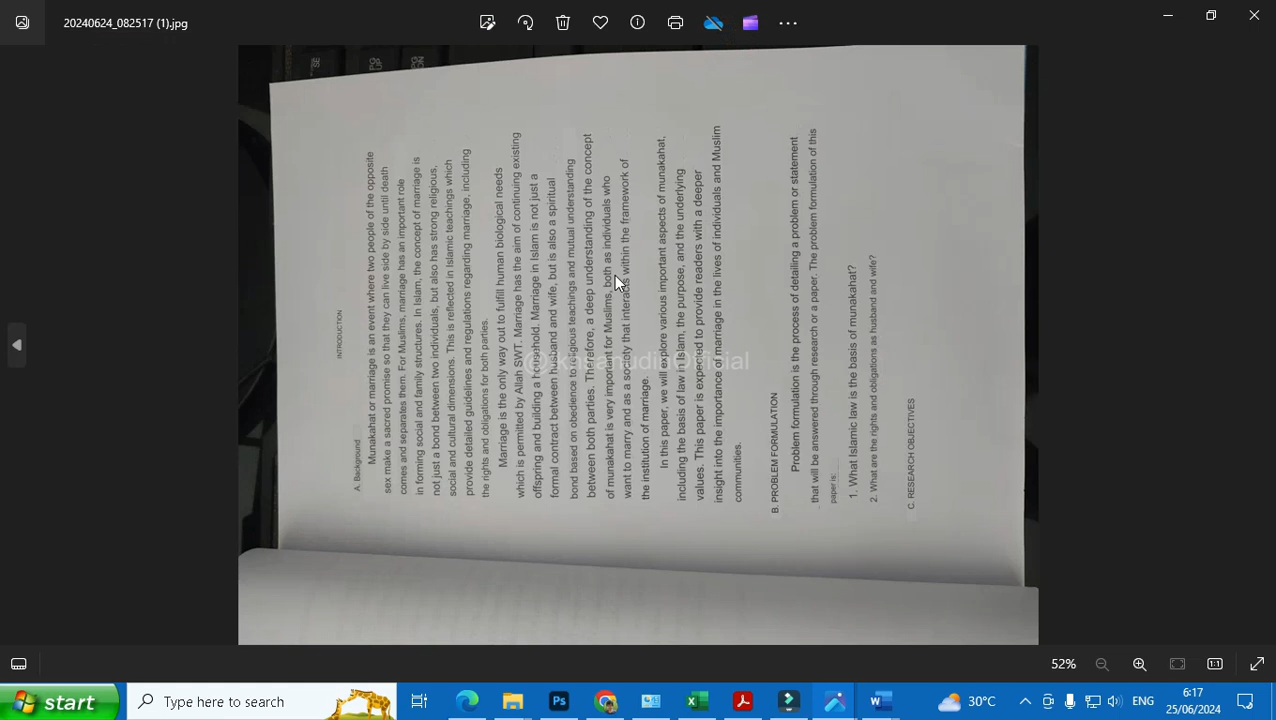 20240624_082517 (1).jpg
INTRODUCTION
A. Background
Munakahat or marriage is an event where two people of the opposite
sex make a sacred promise so that they can live side by side until death
comes and separates them. For Muslims, marriage has an important role
in forming social and family structures. In Islam, the concept of marriage is
not just a bond between two individuals, but also has strong religious,
social and cultural dimensions. This is reflected in Islamic teachings which
provide detailed guidelines and regulations regarding marriage, including
the rights and obligations for both parties.
Marriage is the only way out to fulfill human biological needs
which is permitted by Allah SWT. Marriage has the aim of continuing existing
offspring and building a household. Marriage in Islam is not just a
formal contract between husband and wife, but is also a spiritual
bond based on obedience to religious teachings and mutual understanding
between both parties. Therefore, a deep understanding of the concept
of munakahat is very important for Muslims, both as individuals who
want to marry and as a society that interacts within the framework of
the institution of marriage.
In this paper, we will explore various important aspects of munakahat,
including the basis of law in Islam, the purpose, and the underlying
values. This paper is expected to provide readers with a deeper
insight into the importance of marriage in the lives of individuals and Muslim
communities.
B. PROBLEM FORMULATION
Problem formulation is the process of detailing a problem or statement
that will be answered through research or a paper. The problem formulation of this
paper is:
1. What Islamic law is the basis of munakahat?
2. What are the rights and obligations as husband and wife?
C. RESEARCH OBJECTIVES
52%
start
Type here to search
30°C
ENG
6:17
25/06/2024